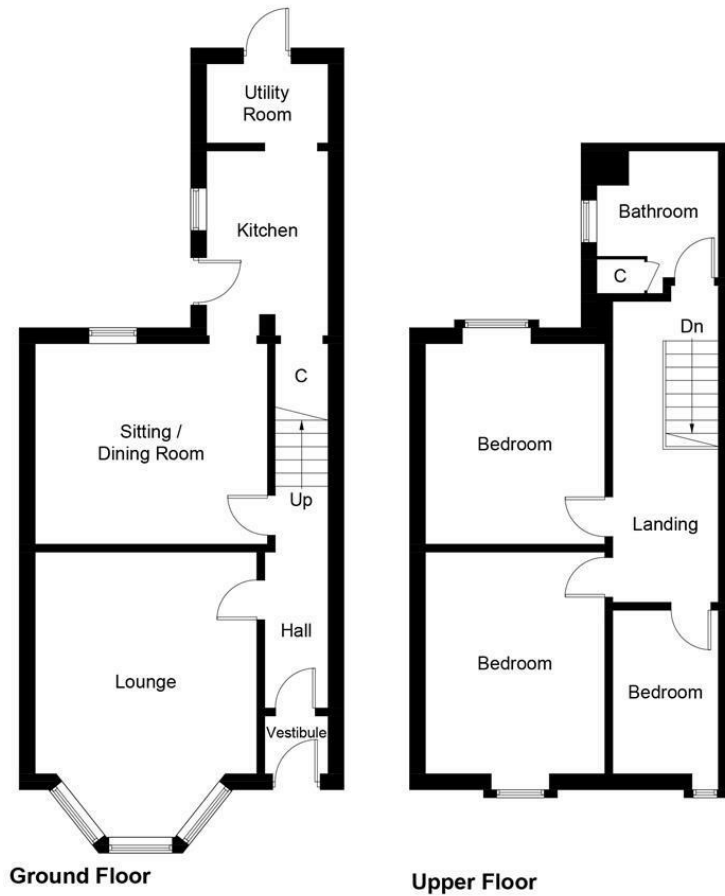 Utility
Room
Kitchen
C
Sitting /
Dining Room
Up
Hall
Lounge
Vestibule
Ground Floor
Bathroom
C
Dn
Bedroom
Landing
Bedroom
Bedroom
Upper Floor